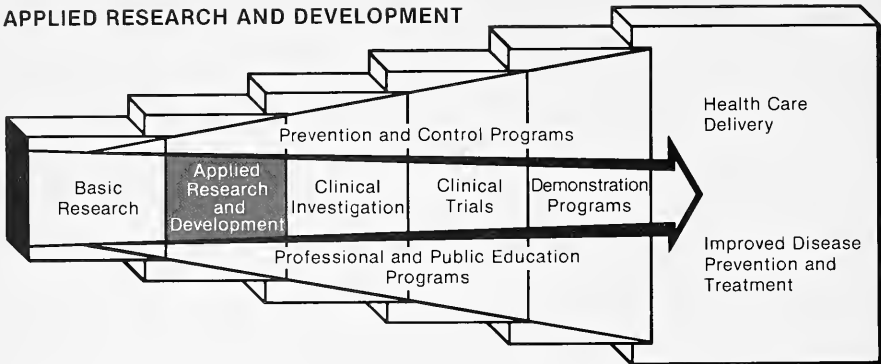 APPLIED RESEARCH AND DEVELOPMENT
Prevention and Control Programs
Basic
Research
Applied
Research
and
Development
Clinical
Investigation
Clinical
Trials
Demonstration
Programs
Professional and Public Education
Programs
Health Care
Delivery
Improved Disease
Prevention and
Treatment